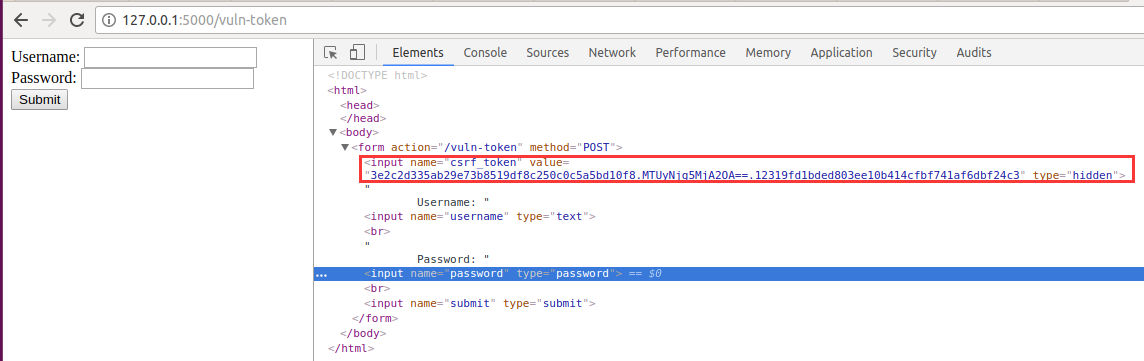 127.0.0.1:5000/vuln-token
Username:
Password:
Submit
Elements Console Sources Network Performance Memory Application Security Audits
<!DOCTYPE html>
<html>
<head>
</head>
<body>
<form action="/vuln-token" method="POST">
<input name="csrf_token" value=
"3e2c2d335ab29e73b8519df8c250c0c5a5bd10f8.MTUyNjg5MjA2OA==.12319fd1bded803ee10b414cfbf741af6dbf24c3" type="hidden">
"
Username: "
<input name="username" type="text">
<br>
"
Password: "
... <input name="password" type="password"> == $0
<br>
<input name="submit" type="submit">
</form>
</body>
</html>